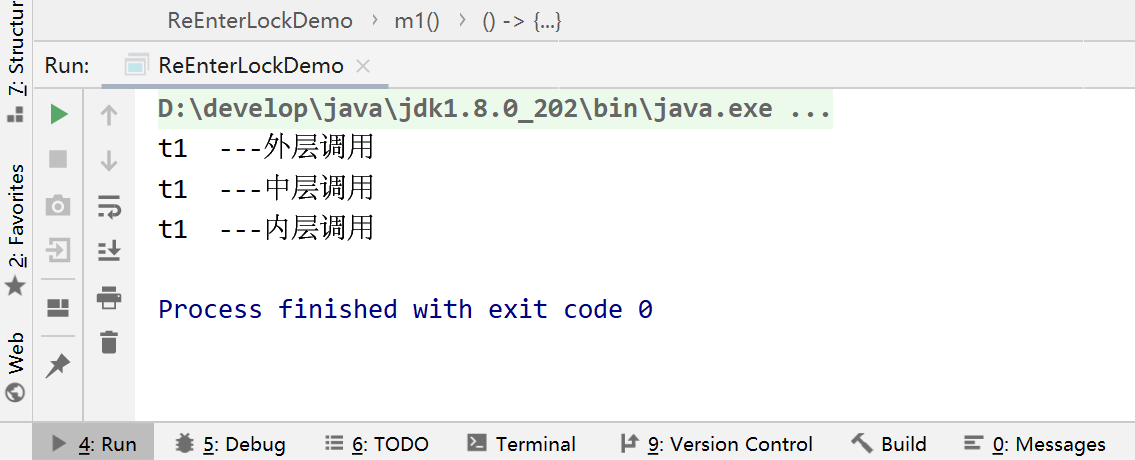 ReEnterLockDemo › m1() › () -> {...}
Run: ReEnterLockDemo ×
D:\develop\java\jdk1.8.0_202\bin\java.exe ...
t1  ---外层调用
t1  ---中层调用
t1  ---内层调用
Process finished with exit code 0
7: Structur
2: Favorites
Web
4: Run 5: Debug 6: TODO Terminal 9: Version Control Build 0: Messages